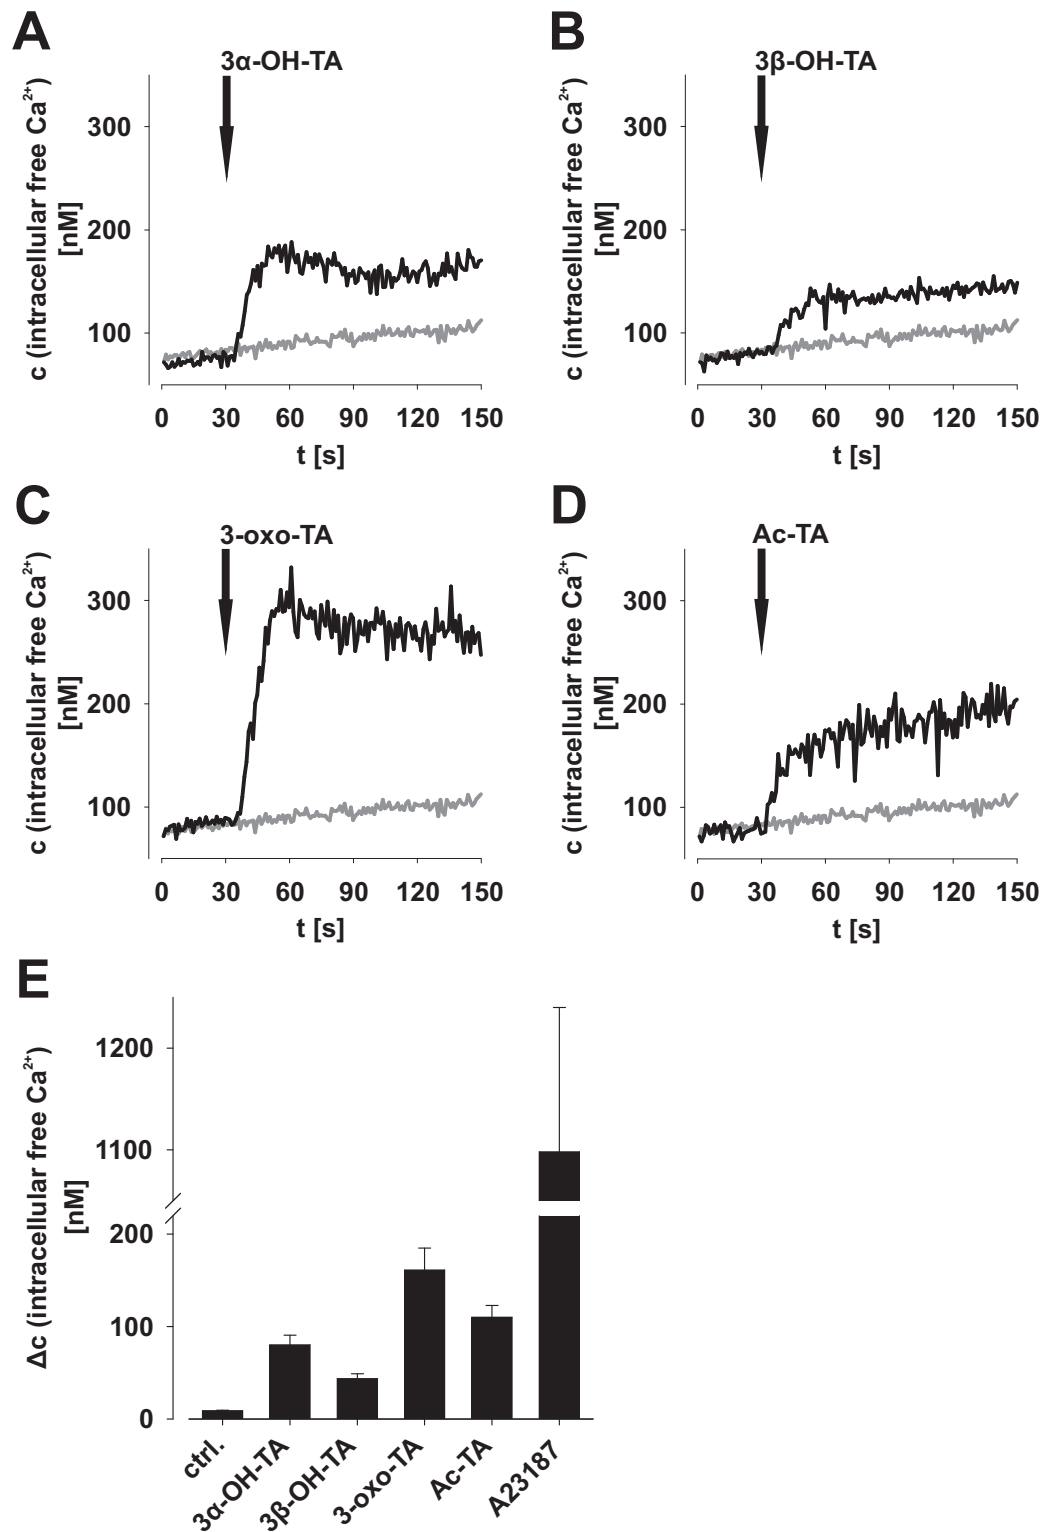 A
3α-OH-TA
c (intracellular free Ca²⁺)
[nM]
300
200
100
0 30 60 90 120 150
t [s]
B
3β-OH-TA
c (intracellular free Ca²⁺)
[nM]
300
200
100
0 30 60 90 120 150
t [s]
C
3-oxo-TA
c (intracellular free Ca²⁺)
[nM]
300
200
100
0 30 60 90 120 150
t [s]
D
Ac-TA
c (intracellular free Ca²⁺)
[nM]
300
200
100
0 30 60 90 120 150
t [s]
E
Δc (intracellular free Ca²⁺)
[nM]
1200
1100
200
100
0
ctrl.
3α-OH-TA
3β-OH-TA
3-oxo-TA
Ac-TA
A23187